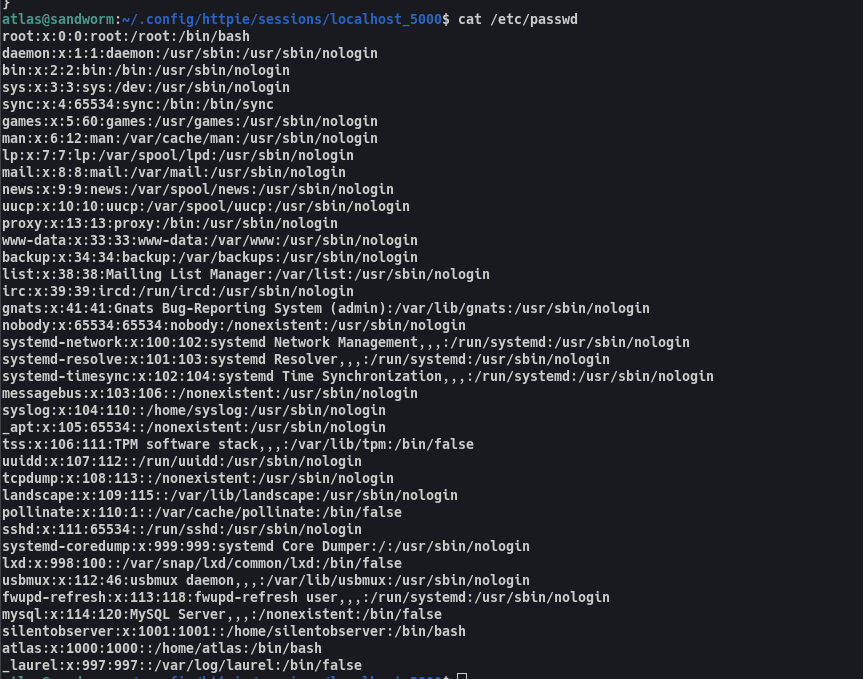 }
atlas@sandworm:~/.config/httpie/sessions/localhost_5000$ cat /etc/passwd
root:x:0:0:root:/root:/bin/bash
daemon:x:1:1:daemon:/usr/sbin:/usr/sbin/nologin
bin:x:2:2:bin:/bin:/usr/sbin/nologin
sys:x:3:3:sys:/dev:/usr/sbin/nologin
sync:x:4:65534:sync:/bin:/bin/sync
games:x:5:60:games:/usr/games:/usr/sbin/nologin
man:x:6:12:man:/var/cache/man:/usr/sbin/nologin
lp:x:7:7:lp:/var/spool/lpd:/usr/sbin/nologin
mail:x:8:8:mail:/var/mail:/usr/sbin/nologin
news:x:9:9:news:/var/spool/news:/usr/sbin/nologin
uucp:x:10:10:uucp:/var/spool/uucp:/usr/sbin/nologin
proxy:x:13:13:proxy:/bin:/usr/sbin/nologin
www-data:x:33:33:www-data:/var/www:/usr/sbin/nologin
backup:x:34:34:backup:/var/backups:/usr/sbin/nologin
list:x:38:38:Mailing List Manager:/var/list:/usr/sbin/nologin
irc:x:39:39:ircd:/run/ircd:/usr/sbin/nologin
gnats:x:41:41:Gnats Bug-Reporting System (admin):/var/lib/gnats:/usr/sbin/nologin
nobody:x:65534:65534:nobody:/nonexistent:/usr/sbin/nologin
systemd-network:x:100:102:systemd Network Management,,,:/run/systemd:/usr/sbin/nologin
systemd-resolve:x:101:103:systemd Resolver,,,:/run/systemd:/usr/sbin/nologin
systemd-timesync:x:102:104:systemd Time Synchronization,,,:/run/systemd:/usr/sbin/nologin
messagebus:x:103:106::/nonexistent:/usr/sbin/nologin
syslog:x:104:110::/home/syslog:/usr/sbin/nologin
_apt:x:105:65534::/nonexistent:/usr/sbin/nologin
tss:x:106:111:TPM software stack,,,:/var/lib/tpm:/bin/false
uuidd:x:107:112::/run/uuidd:/usr/sbin/nologin
tcpdump:x:108:113::/nonexistent:/usr/sbin/nologin
landscape:x:109:115::/var/lib/landscape:/usr/sbin/nologin
pollinate:x:110:1::/var/cache/pollinate:/bin/false
sshd:x:111:65534::/run/sshd:/usr/sbin/nologin
systemd-coredump:x:999:999:systemd Core Dumper:/:/usr/sbin/nologin
lxd:x:998:100::/var/snap/lxd/common/lxd:/bin/false
usbmux:x:112:46:usbmux daemon,,,:/var/lib/usbmux:/usr/sbin/nologin
fwupd-refresh:x:113:118:fwupd-refresh user,,,:/run/systemd:/usr/sbin/nologin
mysql:x:114:120:MySQL Server,,,:/nonexistent:/bin/false
silentobserver:x:1001:1001::/home/silentobserver:/bin/bash
atlas:x:1000:1000::/home/atlas:/bin/bash
_laurel:x:997:997::/var/log/laurel:/bin/false